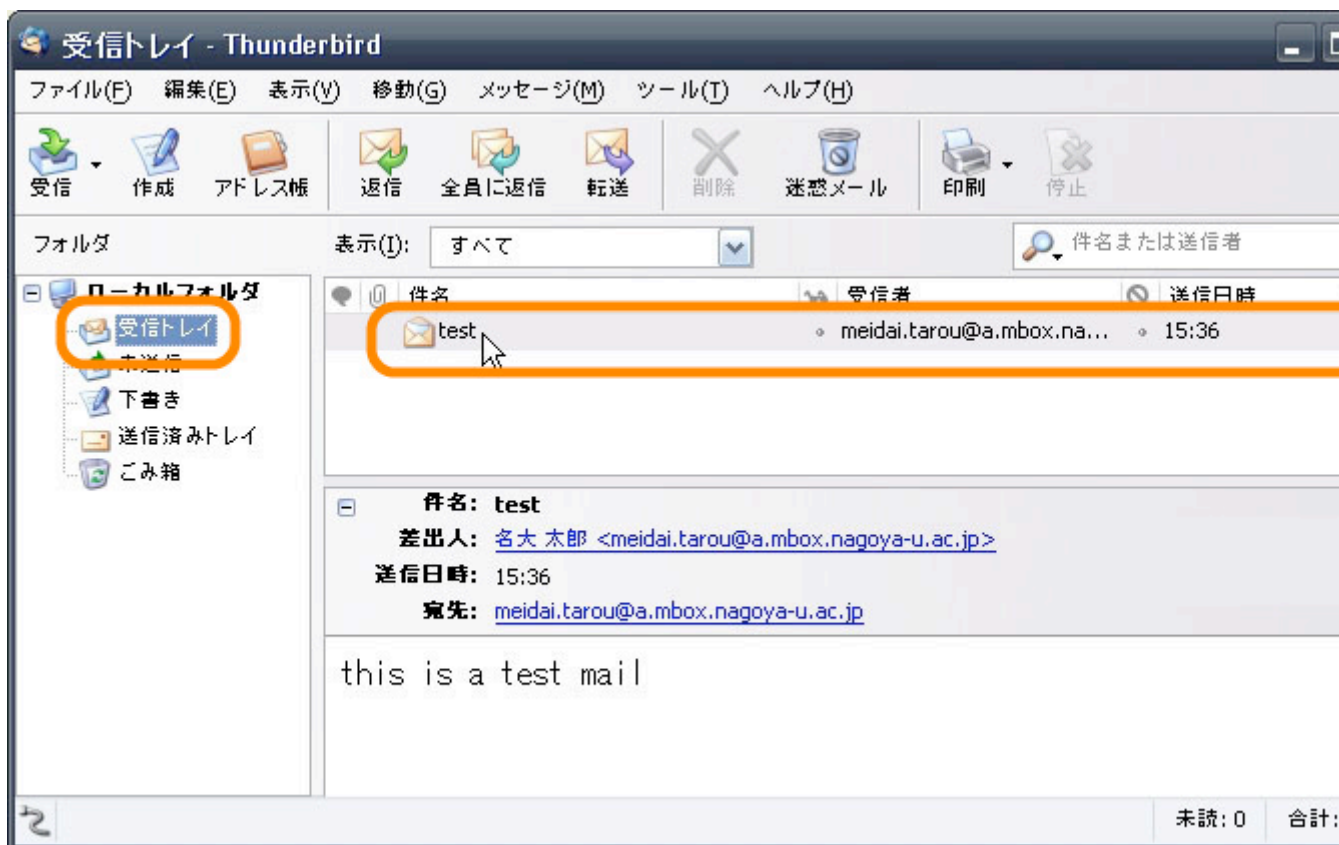 受信トレイ - Thunderbird
ファイル(F) 編集(E) 表示(V) 移動(G) メッセージ(M) ツール(T) ヘルプ(H)
受信 作成 アドレス帳 返信 全員に返信 転送 削除 迷惑メール 印刷 停止
フォルダ
表示(I): すべて 件名または送信者
ローカルフォルダ
受信トレイ
未送信
下書き
送信済みトレイ
ごみ箱
件名 受信者 送信日時
test meidai.tarou@a.mbox.na... 15:36
件名: test
差出人: 名大 太郎 <meidai.tarou@a.mbox.nagoya-u.ac.jp>
送信日時: 15:36
宛先: meidai.tarou@a.mbox.nagoya-u.ac.jp
this is a test mail
未読: 0 合計: